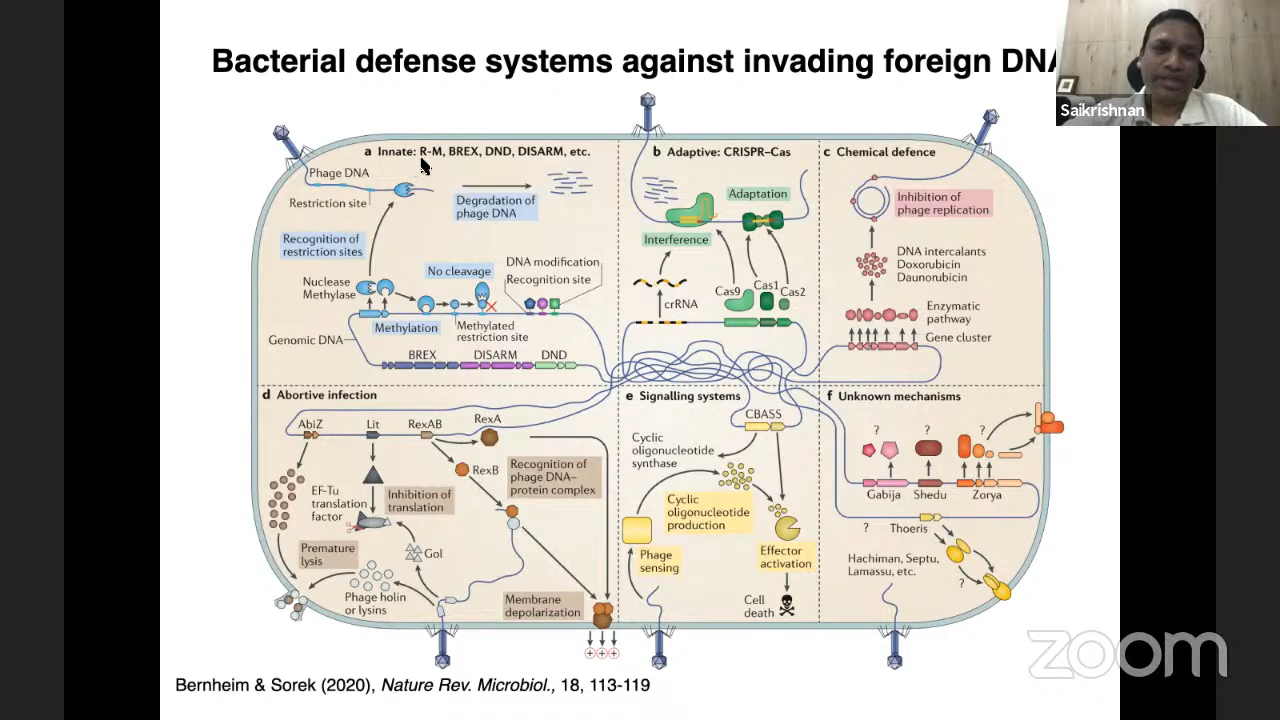 Bacterial defense systems against invading foreign DNA
Saikrishnan
a Innate: R-M, BREX, DND, DISARM, etc.
Phage DNA
Restriction site
Degradation of
phage DNA
Recognition of
restriction sites
Nuclease
Methylase
No cleavage
DNA modification
Recognition site
Methylation
Methylated
restriction site
Genomic DNA
BREX
DISARM
DND
b Adaptive: CRISPR–Cas
Adaptation
Interference
crRNA
Cas9
Cas1
Cas2
c Chemical defence
Inhibition of
phage replication
DNA intercalants
Doxorubicin
Daunorubicin
Enzymatic
pathway
Gene cluster
d Abortive infection
AbiZ
Lit
RexAB
RexA
RexB
Recognition of
phage DNA–
protein complex
EF-Tu
translation
factor
Inhibition of
translation
Premature
lysis
Gol
Phage holin
or lysins
Membrane
depolarization
+ + +
e Signalling systems
CBASS
Cyclic
oligonucleotide
synthase
Cyclic
oligonucleotide
production
Phage
sensing
Effector
activation
Cell
death
f Unknown mechanisms
? ? ?
Gabija
Shedu
Zorya
? Thoeris
Hachiman, Septu,
Lamassu, etc.
?
Bernheim & Sorek (2020), Nature Rev. Microbiol., 18, 113-119
zoom